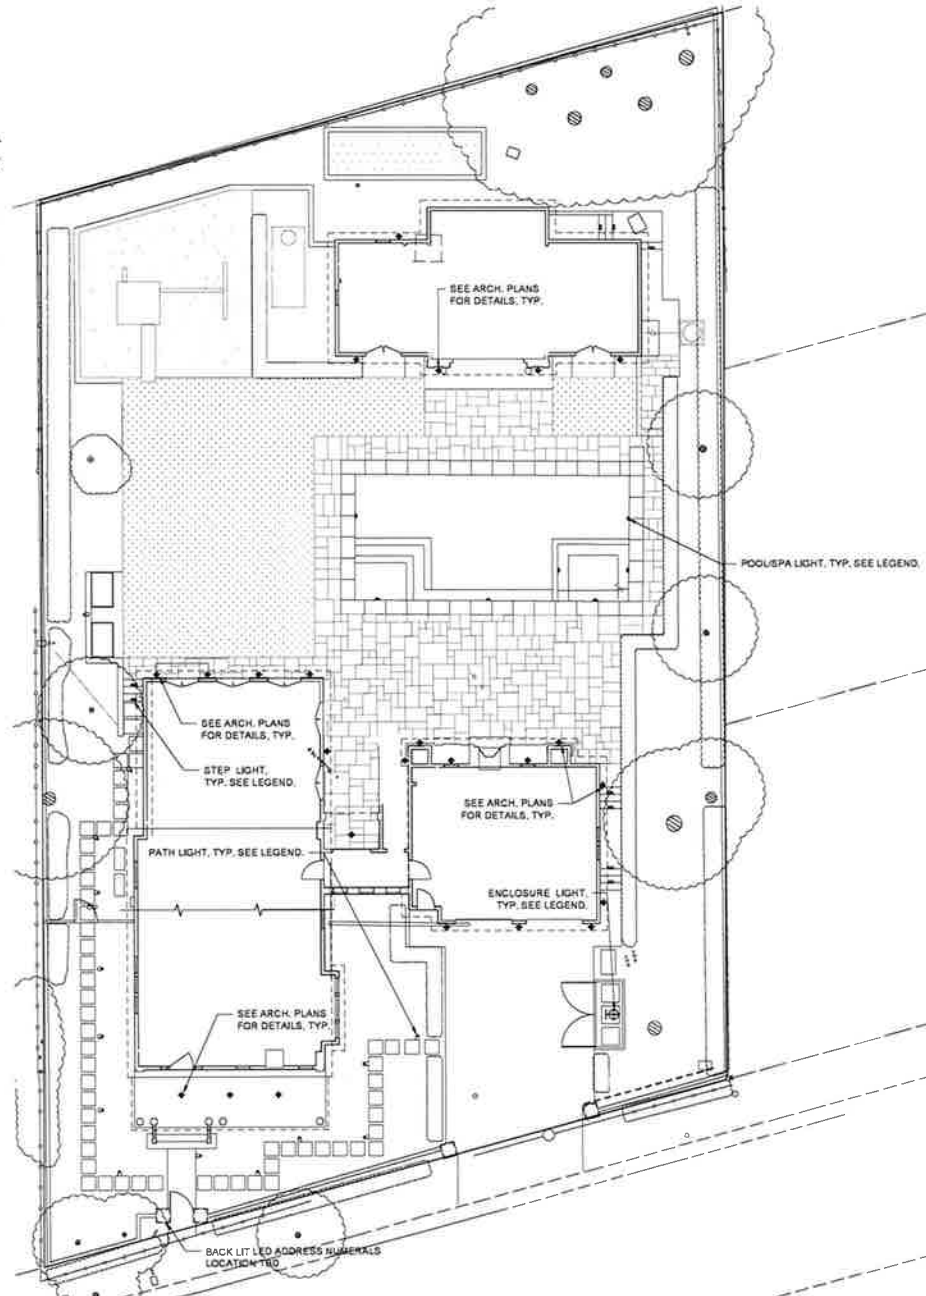 SEE ARCH. PLANS
FOR DETAILS, TYP.
POOL/SPA LIGHT, TYP. SEE LEGEND.
SEE ARCH. PLANS
FOR DETAILS, TYP.
STEP LIGHT,
TYP. SEE LEGEND.
SEE ARCH. PLANS
FOR DETAILS, TYP.
PATH LIGHT, TYP. SEE LEGEND.
ENCLOSURE LIGHT,
TYP. SEE LEGEND.
SEE ARCH. PLANS
FOR DETAILS, TYP.
BACK LIT LED ADDRESS NUMERALS
LOCATION TBD